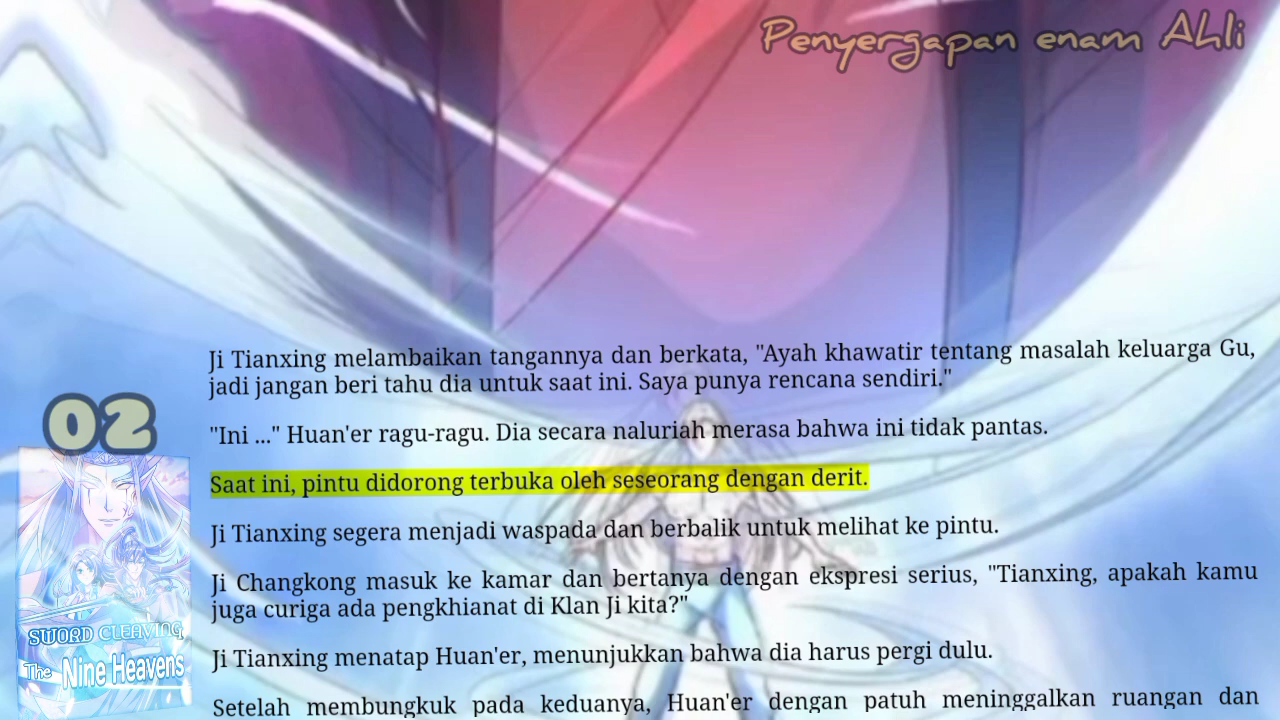 Penyergapan enam Ahli
Ji Tianxing melambaikan tangannya dan berkata, "Ayah khawatir tentang masalah keluarga Gu,
jadi jangan beri tahu dia untuk saat ini. Saya punya rencana sendiri."
"Ini ..." Huan'er ragu-ragu. Dia secara naluriah merasa bahwa ini tidak pantas.
Saat ini, pintu didorong terbuka oleh seseorang dengan derit.
Ji Tianxing segera menjadi waspada dan berbalik untuk melihat ke pintu.
Ji Changkong masuk ke kamar dan bertanya dengan ekspresi serius, "Tianxing, apakah kamu
juga curiga ada pengkhianat di Klan Ji kita?"
Ji Tianxing menatap Huan'er, menunjukkan bahwa dia harus pergi dulu.
Setelah membungkuk pada keduanya, Huan'er dengan patuh meninggalkan ruangan dan
02
SWORD CLEAVING
The Nine Heavens